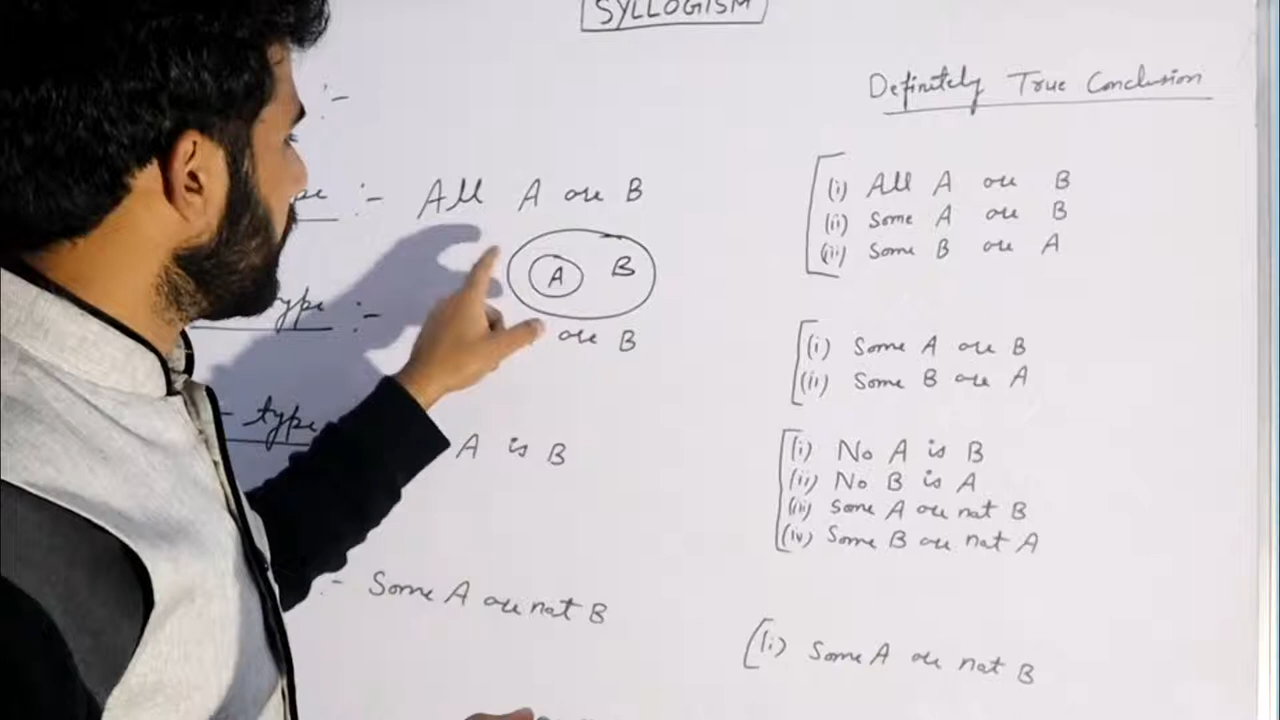 SYLLOGISM
Definitely True Conclusion
:-
:- All A are B
A B
(i) All A are B
(ii) Some A are B
(iii) Some B are A
type :-
are B
(i) Some A are B
(ii) Some B are A
- type
A is B
(i) No A is B
(ii) No B is A
(iii) Some A are not B
(iv) Some B are not A
:- Some A are not B
(i) Some A are not B